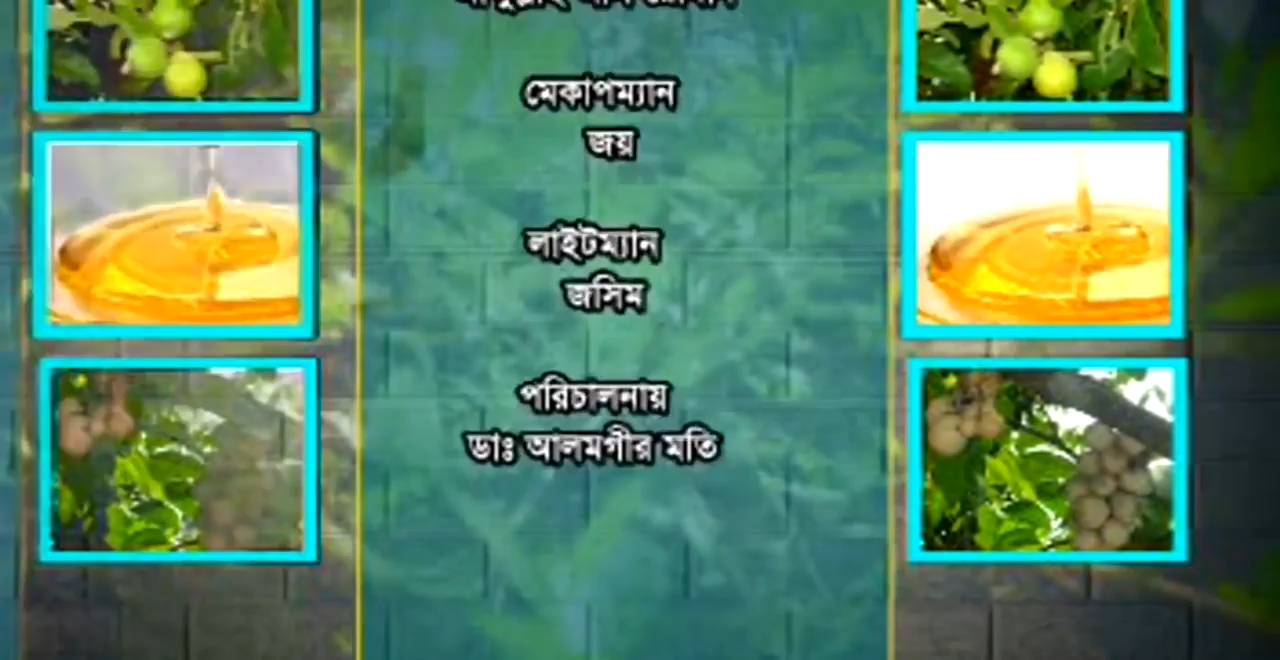 মেকাপম্যান
জয়
লাইটম্যান
জসিম
পরিচালনায়
ডাঃ আলমগীর মতি